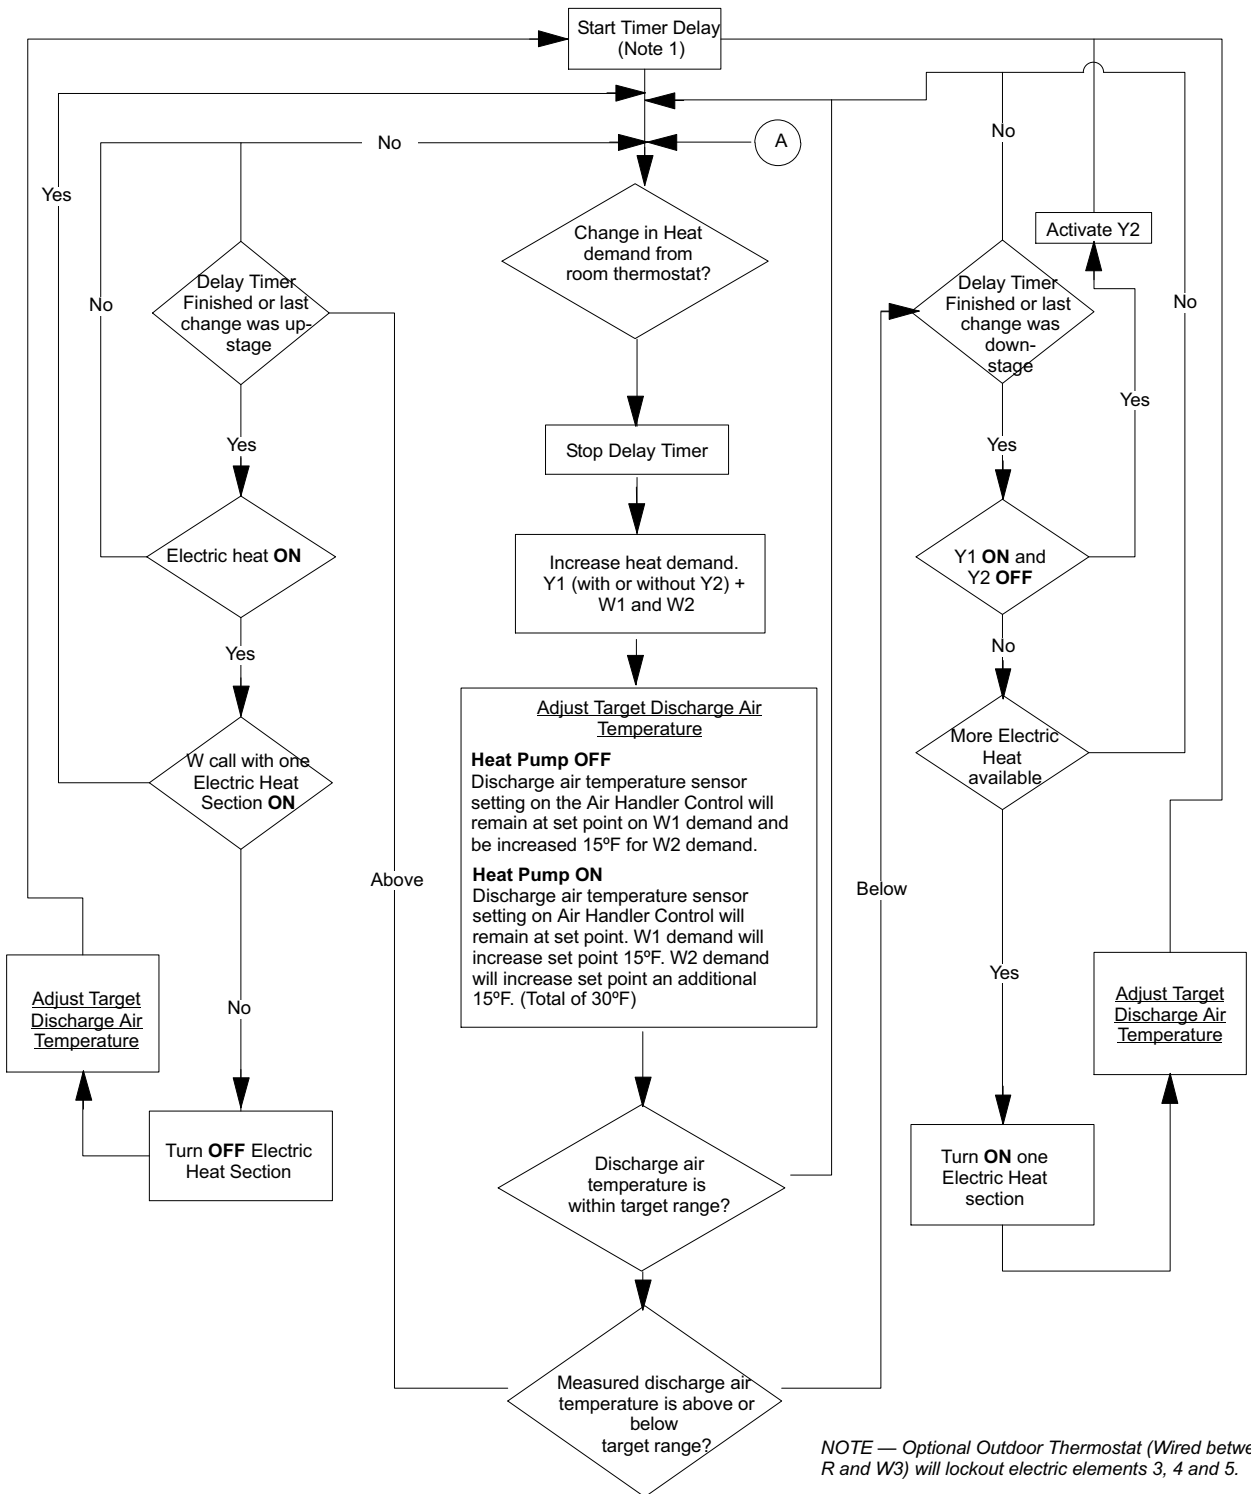 Start Timer Delay
(Note 1)
No
A
No
Yes
Activate Y2
Change in Heat
demand from
room thermostat?
Delay Timer
Finished or last
change was up-
stage
No
Delay Timer
Finished or last
change was
down-
stage
No
Yes
Yes
Stop Delay Timer
Yes
Electric heat ON
Increase heat demand.
Y1 (with or without Y2) +
W1 and W2
Y1 ON and
Y2 OFF
Yes
No
Adjust Target Discharge Air
Temperature
Heat Pump OFF
Discharge air temperature sensor
setting on the Air Handler Control will
remain at set point on W1 demand and
be increased 15ºF for W2 demand.
Heat Pump ON
Discharge air temperature sensor
setting on Air Handler Control will
remain at set point. W1 demand will
increase set point 15ºF. W2 demand
will increase set point an additional
15ºF. (Total of 30ºF)
W call with one
Electric Heat
Section ON
More Electric
Heat
available
Above
Below
Yes
No
Adjust Target
Discharge Air
Temperature
Adjust Target
Discharge Air
Temperature
Turn OFF Electric
Heat Section
Discharge air
temperature is
within target range?
Turn ON one
Electric Heat
section
Measured discharge air
temperature is above or
below
target range?
NOTE — Optional Outdoor Thermostat (Wired betwe
R and W3) will lockout electric elements 3, 4 and 5.